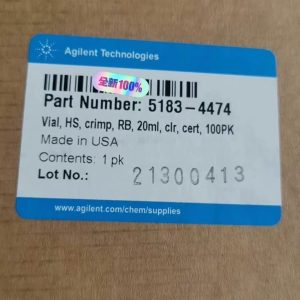 Agilent Technologies
全新100%
Part Number: 5183-4474
Vial, HS, crimp, RB, 20ml, clr, cert, 100PK
Made in USA
Contents: 1 pk
Lot No.: 21300413
www.agilent.com/chem/supplies